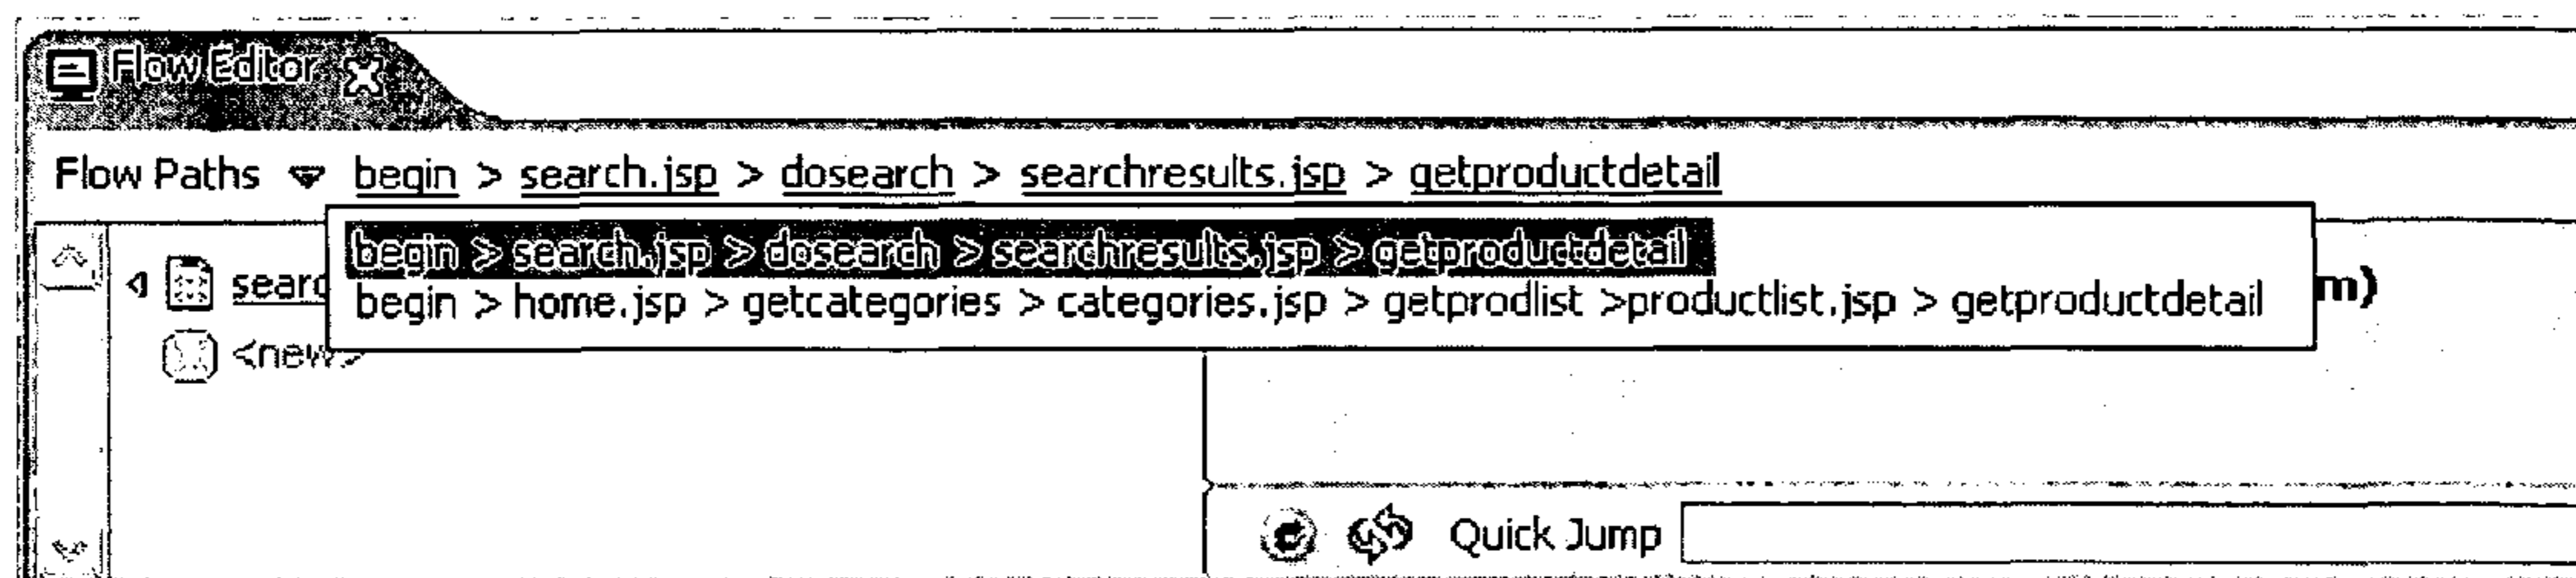 Flow Editor
Flow Paths begin > search.jsp > dosearch > searchresults.jsp > getproductdetail
begin > search.jsp > dosearch > searchresults.jsp > getproductdetail
begin > home.jsp > getcategories > categories.jsp > getprodlist >productlist.jsp > getproductdetail
searc m)
<new>
Quick Jump